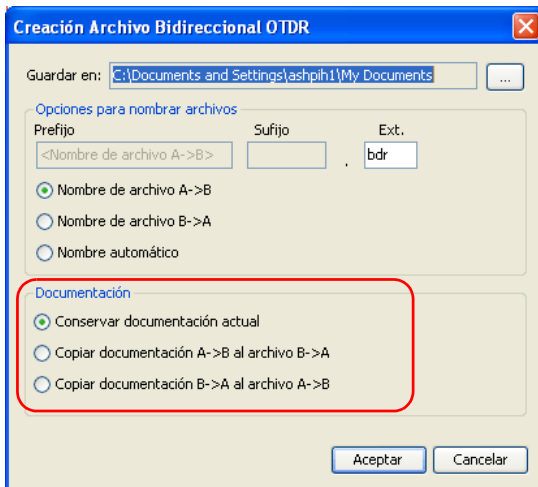 Creación Archivo Bidireccional OTDR
Guardar en: C:\Documents and Settings\ashpih1\My Documents ...
Opciones para nombrar archivos
Prefijo Sufijo Ext.
<Nombre de archivo A->B> . bdr
Nombre de archivo A->B
Nombre de archivo B->A
Nombre automático
Documentación
Conservar documentación actual
Copiar documentación A->B al archivo B->A
Copiar documentación B->A al archivo A->B
Aceptar Cancelar